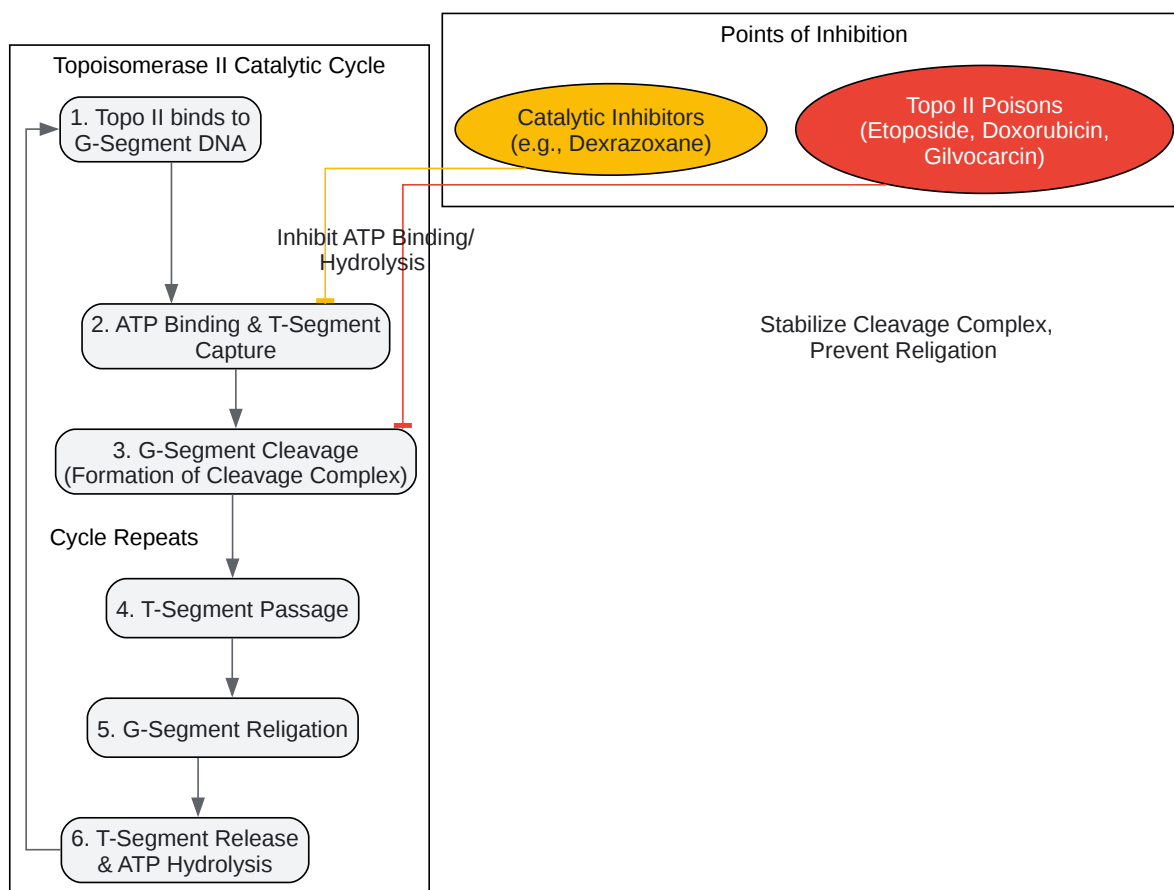 Points of Inhibition
Topoisomerase II Catalytic Cycle
1. Topo II binds to
G-Segment DNA
Catalytic Inhibitors
(e.g., Dexrazoane)
Topo II Poisons
(Etoposide, Doxorubicin,
Gilvocarcin)
Inhibit ATP Binding/
Hydrolysis
2. ATP Binding & T-Segment
Capture
Stabilize Cleavage Complex,
Prevent Religation
3. G-Segment Cleavage
(Formation of Cleavage Complex)
Cycle Repeats
4. T-Segment Passage
5. G-Segment Religation
6. T-Segment Release
& ATP Hydrolysis